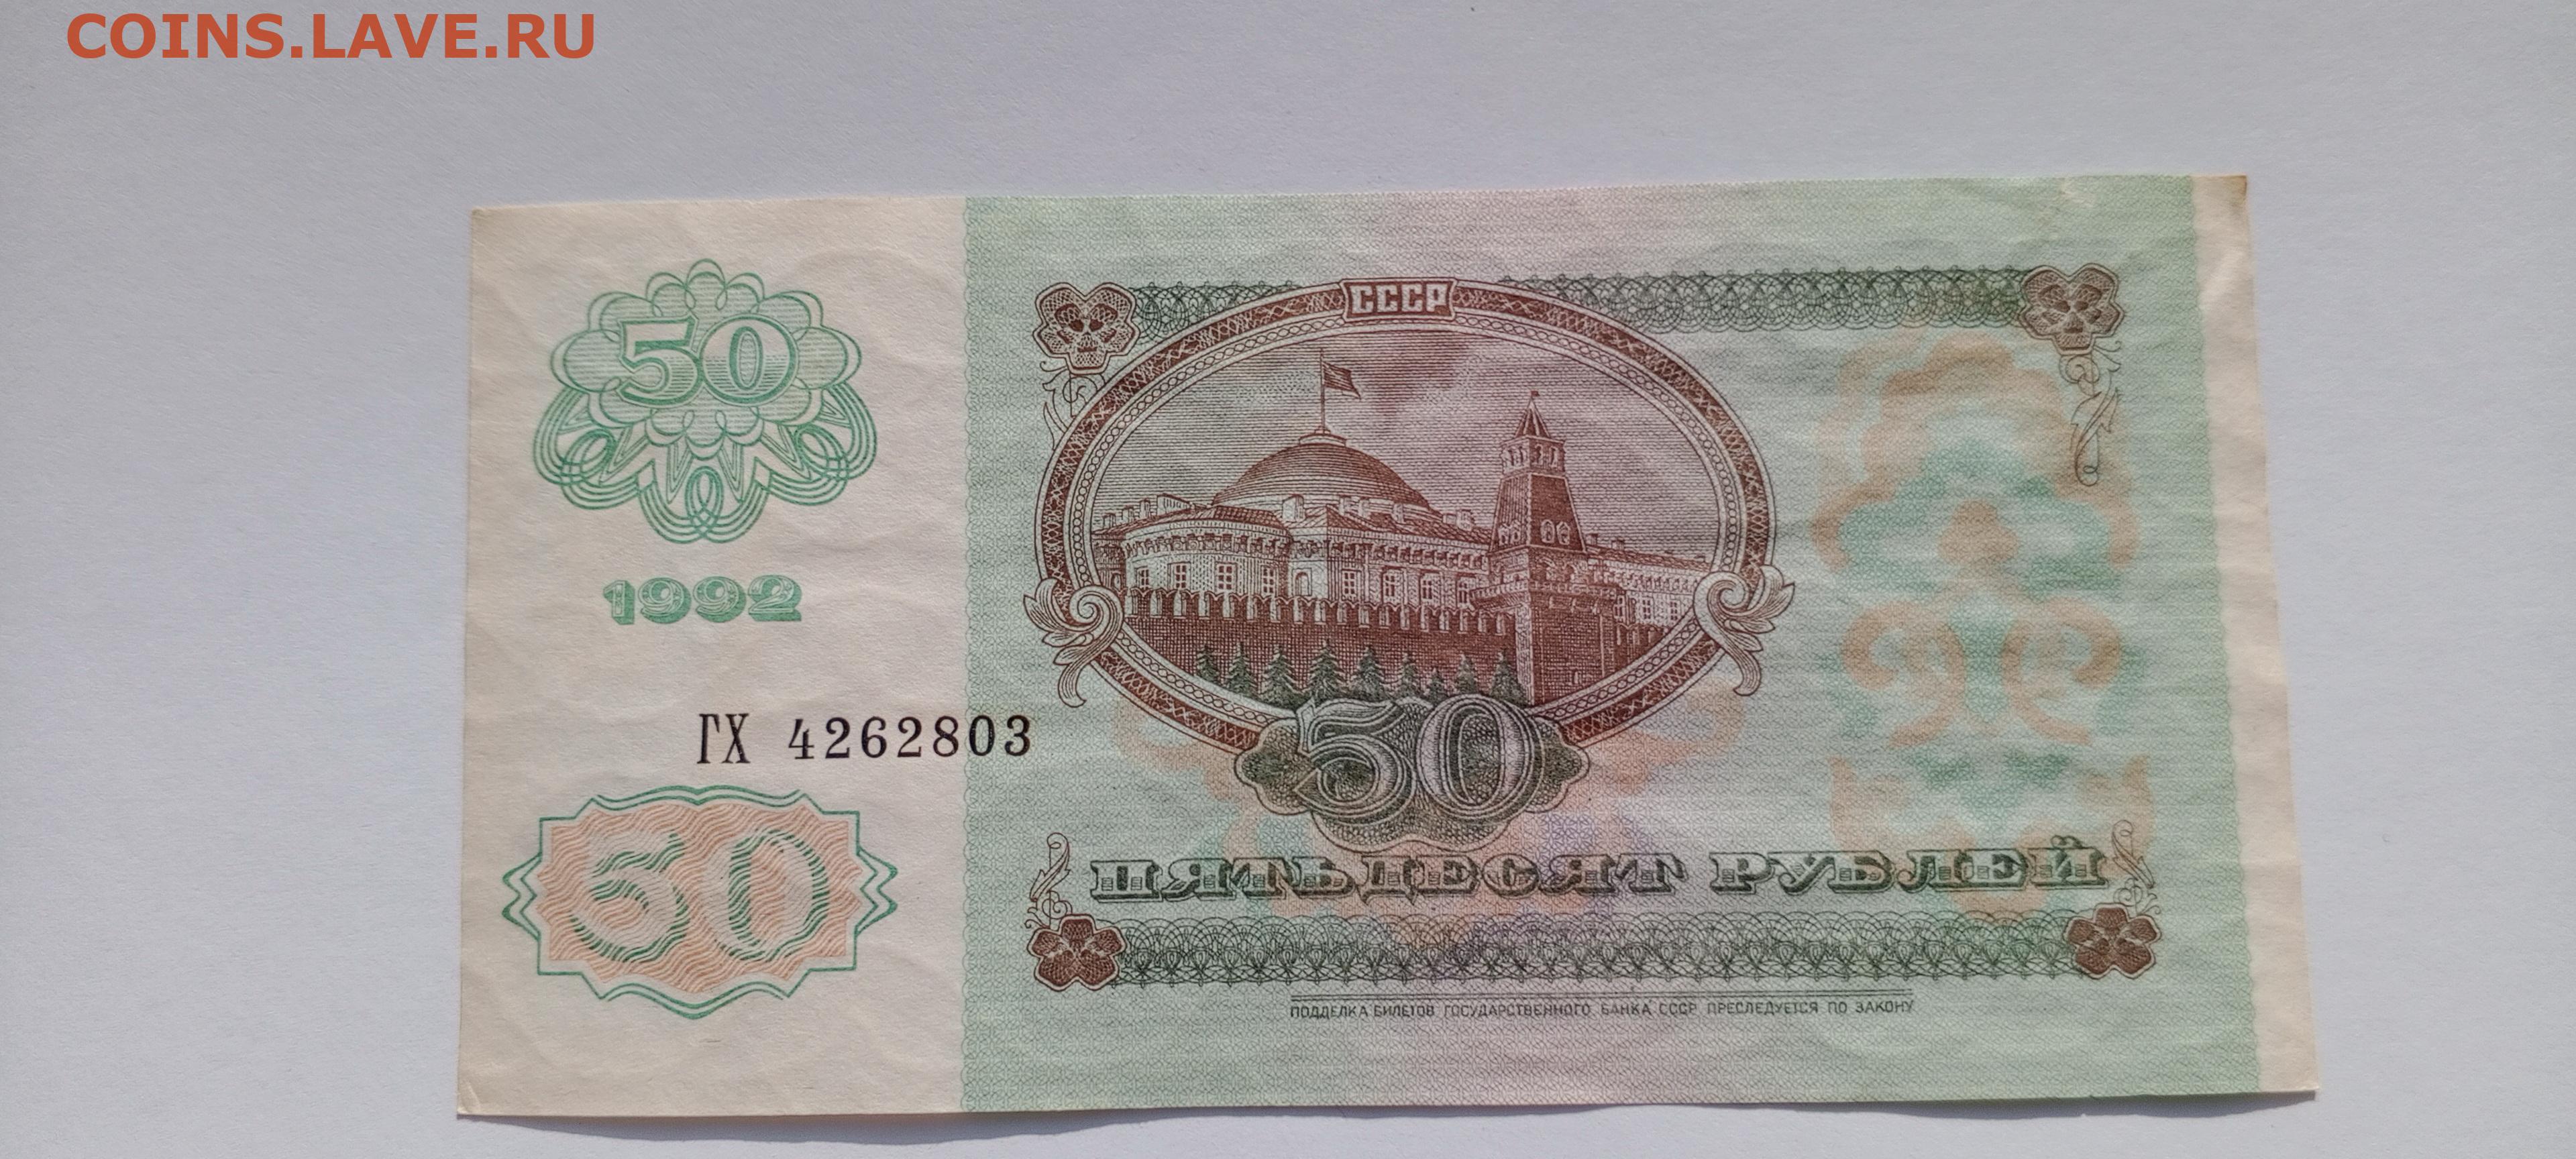 COINS.LAVE.RU
50
СССР
1992
ГХ 4262803
50
50
ПЯТЬДЕСЯТ РУБЛЕЙ
ПОДДЕЛКА БИЛЕТОВ ГОСУДАРСТВЕННОГО БАНКА СССР ПРЕСЛЕДУЕТСЯ ПО ЗАКОНУ